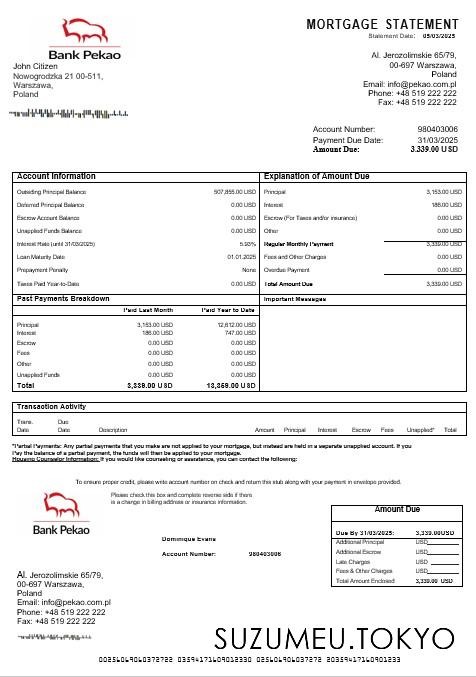 MORTGAGE STATEMENT
Statement Date: 05/03/2025
Bank Pekao
John Citizen
Nowogrodzka 21 00-511,
Warszawa,
Poland
Al. Jerozolimskie 65/79,
00-697 Warszawa,
Poland
Email: info@pekao.com.pl
Phone: +48 519 222 222
Fax: +48 519 222 222
Account Number: 980403006
Payment Due Date: 31/03/2025
Amount Due: 3,339.00 USD
Account Information
Outsiding Principal Balance 507,855.00 USD
Deferred Principal Balance 0.00 USD
Escrow Account Balance 0.00 USD
Unapplied Funds Balance 0.00 USD
Interest Rate (until 31/03/2025) 5.93%
Loan Maturity Date 01.01.2025
Prepayment Penalty None
Taxes Paid Year-to-Date 0.00 USD
Explanation of Amount Due
Principal 3,153.00 USD
Interest 186.00 USD
Escrow (For Taxes and/or insurance) 0.00 USD
Other 0.00 USD
Regular Monthly Payment 3,339.00 USD
Fees and Other Charges 0.00 USD
Overdue Payment 0.00 USD
Total Amount Due 3,339.00 USD
Past Payments Breakdown
Paid Last Month Paid Year to Date
Principal 3,153.00 USD 12,612.00 USD
Interest 186.00 USD 747.00 USD
Escrow 0.00 USD 0.00 USD
Fees 0.00 USD 0.00 USD
Other 0.00 USD 0.00 USD
Unapplied Funds 0.00 USD 0.00 USD
Total 3,339.00 USD 13,359.00 USD
Important Messages
Transaction Activity
Trans. Date Due Date Description Amount Principal Interest Escrow Fees Unapplied* Total
*Partial Payments: Any partial payments that you make are not applied to your mortgage, but instead are held in a separate unapplied account. If you
Pay the balance of a partial payment, the funds will then be applied to your mortgage.
Housing Counselor Information: If you would like counseling or assistance, you can contact the following:
To ensure proper credit, please write account number on check and return this stub along with your payment in envelope provided.
Bank Pekao
Please check this box and complete reverse side if there
is a change in billing address or insurance information.
Dominique Evans
Account Number: 980403006
Amount Due
Due By 31/03/2025: 3,339.00USD
Additional Principal USD
Additional Escrow USD
Late Charges USD
Fees & Other Charges USD
Total Amount Enclosed 3,339.00 USD
Al. Jerozolimskie 65/79,
00-697 Warszawa,
Poland
Email: info@pekao.com.pl
Phone: +48 519 222 222
Fax: +48 519 222 222
SUZUMEU.TOKYO